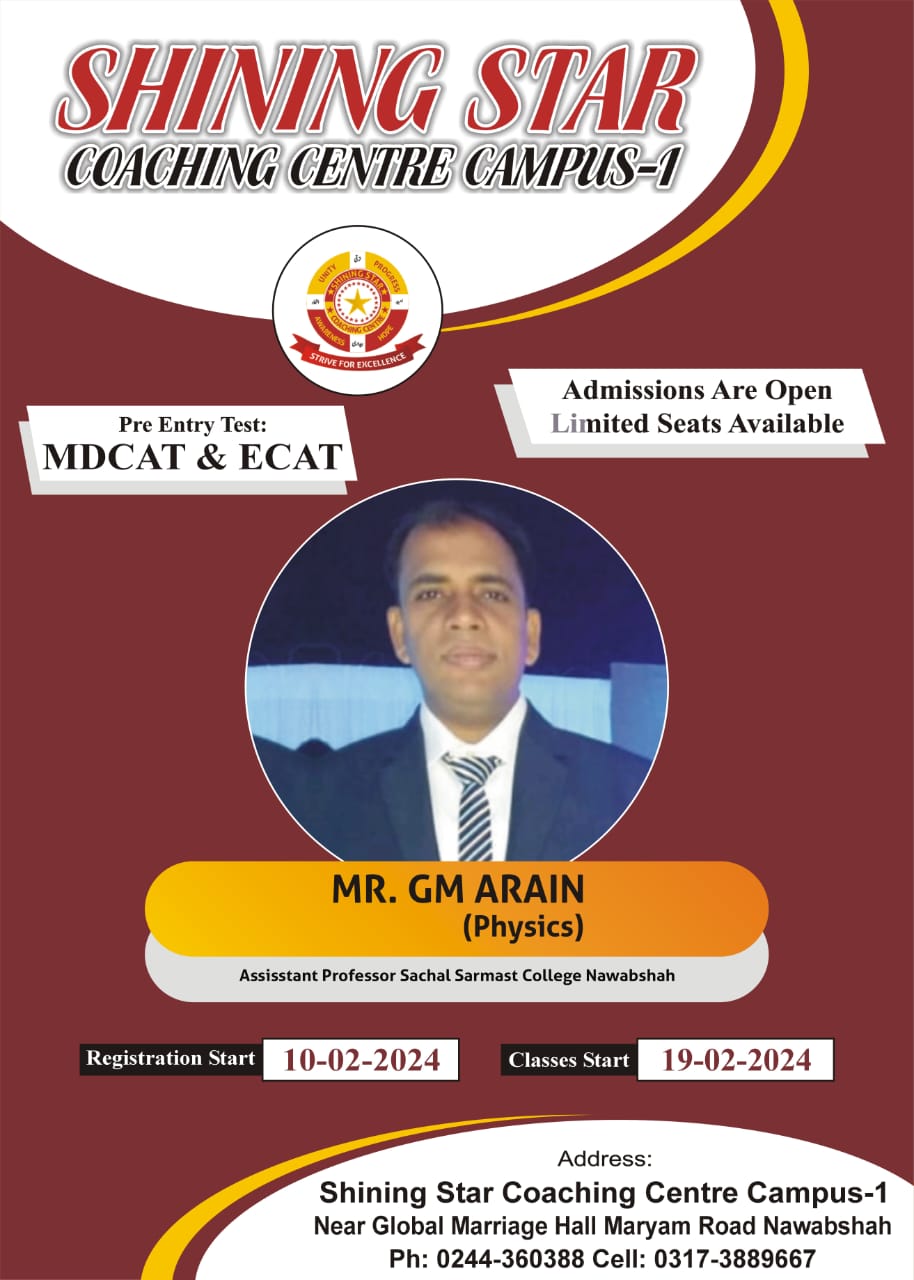 SHINING STAR
COACHING CENTRE CAMPUS-1
UNITY
PROGRESS
SHINING STAR
COACHING CENTRE
AWARENESS
HOPE
STRIVE FOR EXCELLENCE
Pre Entry Test:
MDCAT & ECAT
Admissions Are Open
Limited Seats Available
MR. GM ARAIN
(Physics)
Assisstant Professor Sachal Sarmast College Nawabshah
Registration Start 10-02-2024
Classes Start 19-02-2024
Address:
Shining Star Coaching Centre Campus-1
Near Global Marriage Hall Maryam Road Nawabshah
Ph: 0244-360388 Cell: 0317-3889667